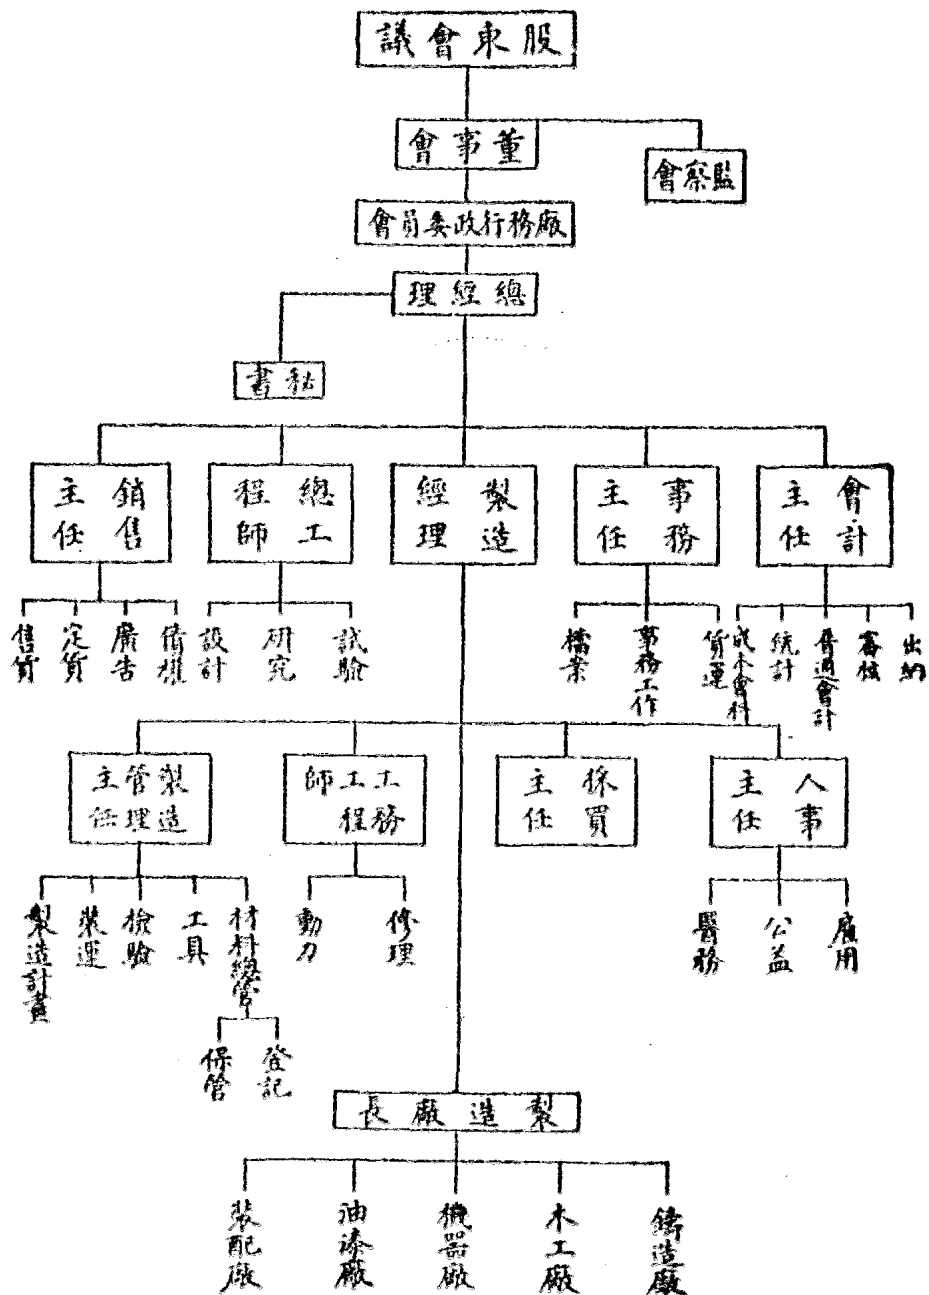 股東會議
董事會
監察會
廠務行政委員會
總經理
秘書
會計主任
事務主任
製造經理
總工程師
銷售主任
出納
審核
普通會計
統計
成本會料
貨運
事務工作
檔案
試驗
研究
設計
債權
廣告
定貨
售貨
人事主任
採買主任
工務工程師
製造管理主任
雇用
公益
醫務
修理
動力
材料總管
工具
檢驗
裝運
製造計畫
登記
保管
製造廠長
鑄造廠
木工廠
機器廠
油漆廠
裝配廠